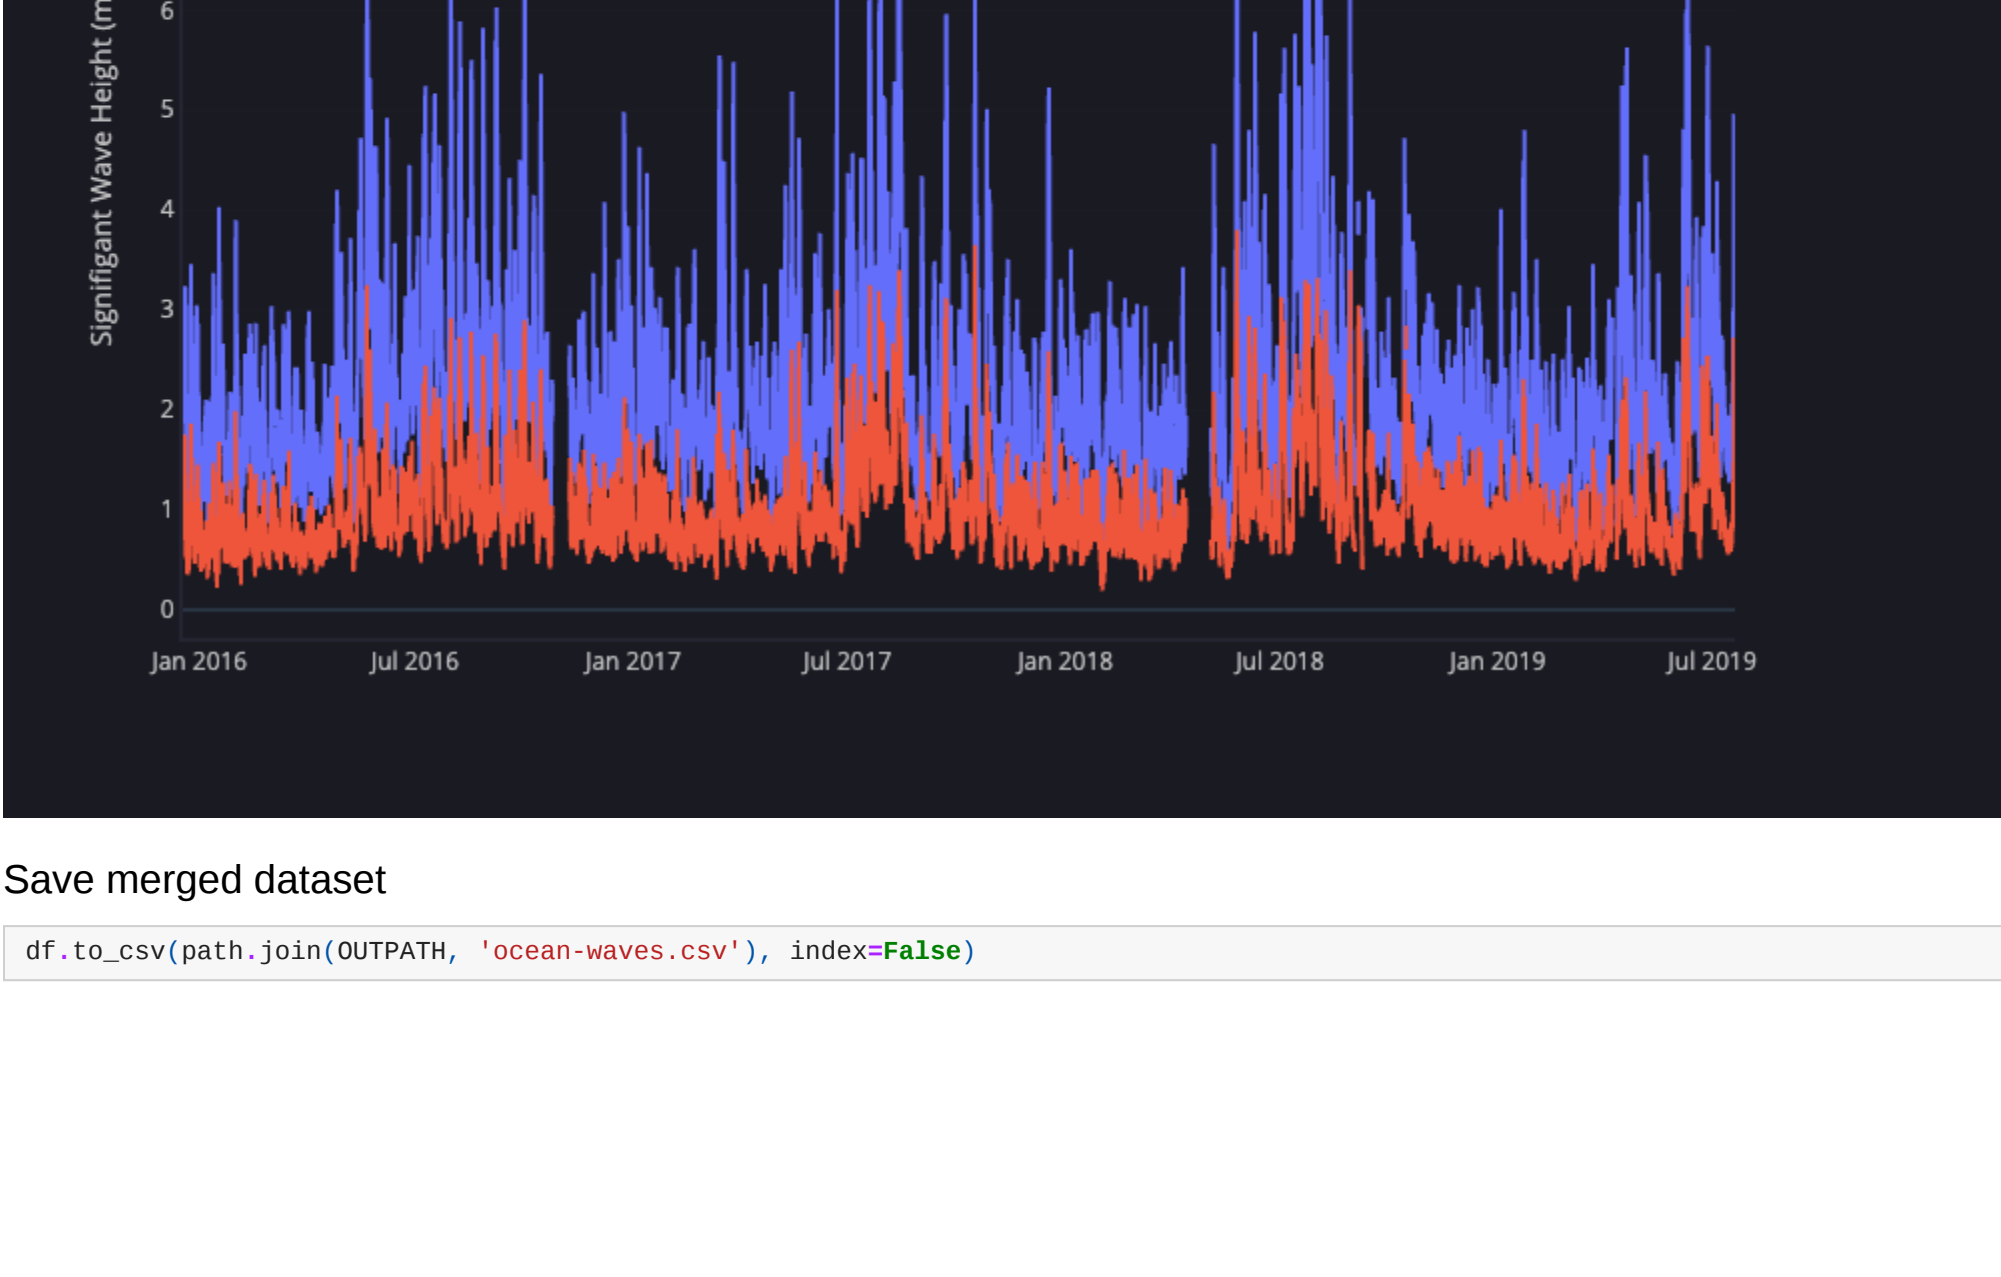 6
Signifigant Wave Height (m
5
4
3
2
1
0
Jan 2016 Jul 2016 Jan 2017 Jul 2017 Jan 2018 Jul 2018 Jan 2019 Jul 2019
Save merged dataset
df.to_csv(path.join(OUTPATH, 'ocean-waves.csv'), index=False)